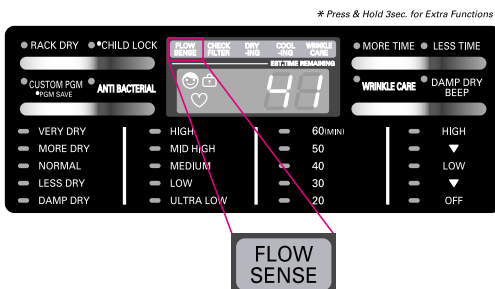 * Press & Hold 3sec. for Extra Functions
RACK DRY
CHILD LOCK
FLOW
SENSE
CHECK
FILTER
DRY
-ING
COOL
-ING
WRINKLE
CARE
MORE TIME
LESS TIME
EST.TIME REMAINING
41
CUSTOM PGM
PGM SAVE
ANTI BACTERIAL
WRINKLE CARE
DAMP DRY
BEEP
VERY DRY
MORE DRY
NORMAL
LESS DRY
DAMP DRY
HIGH
MID HIGH
MEDIUM
LOW
ULTRA LOW
60(MIN)
50
40
30
20
HIGH
▼
LOW
▼
OFF
FLOW
SENSE